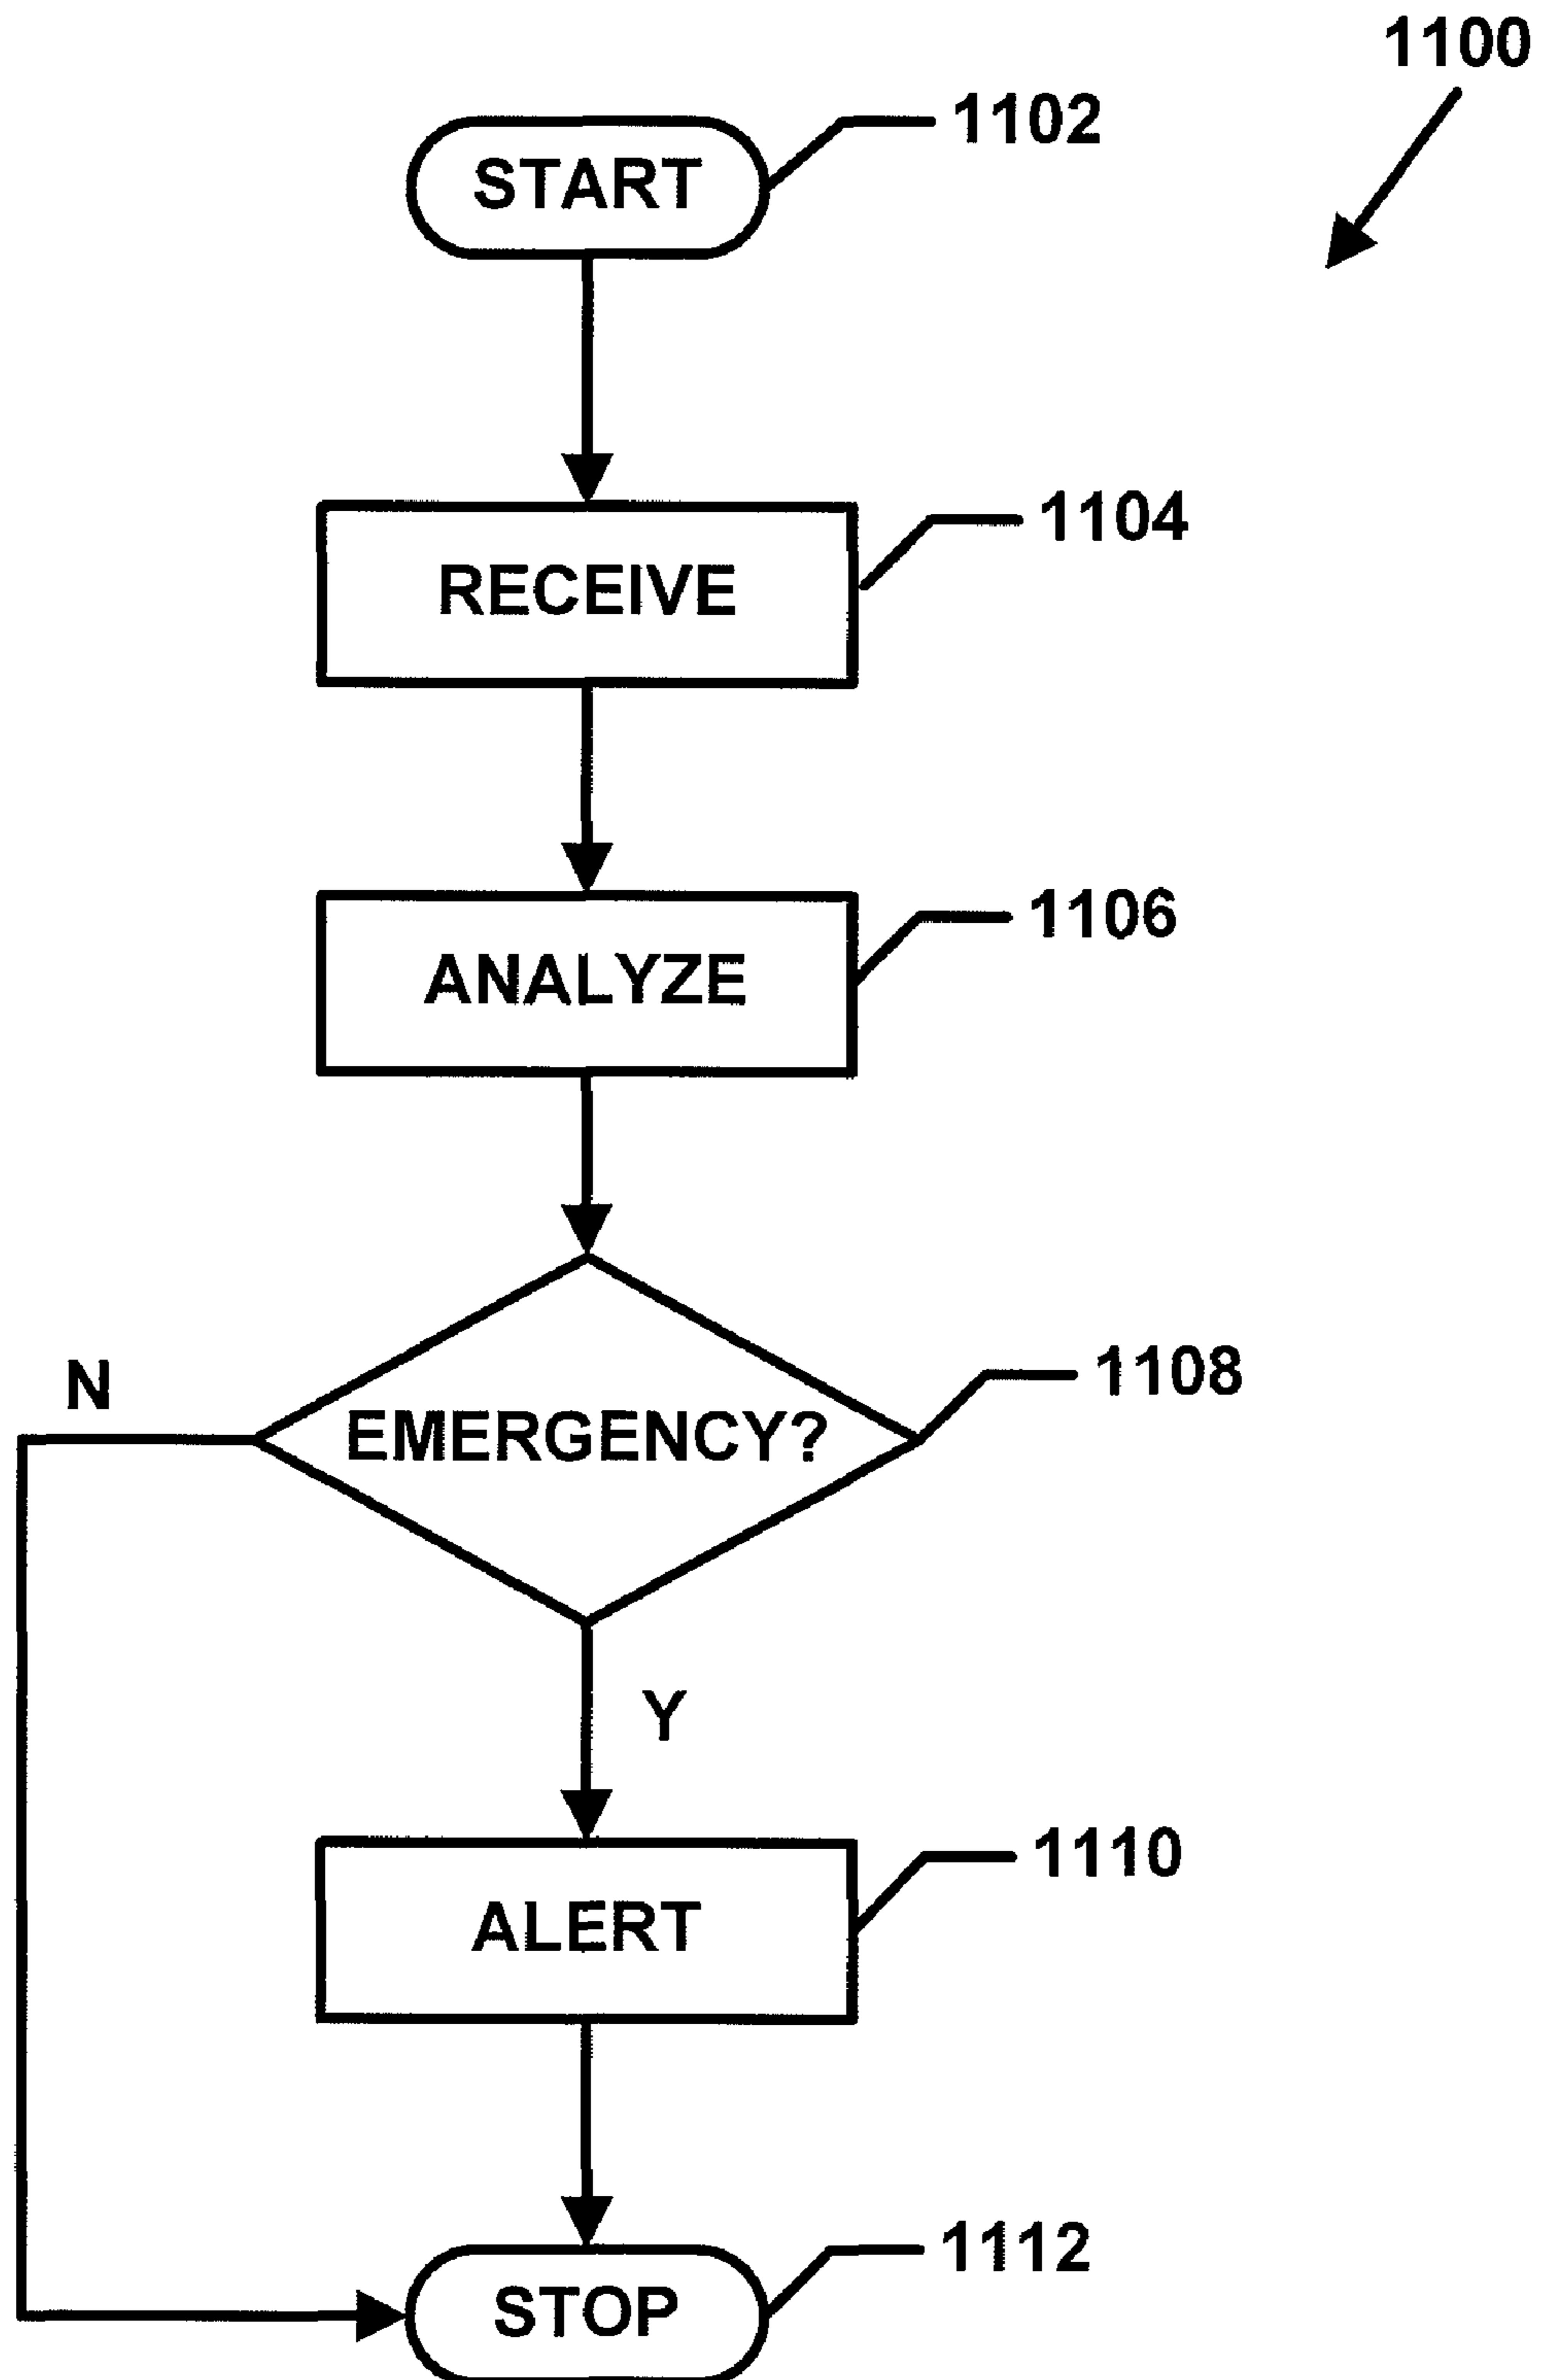 1100
START
1102
RECEIVE
1104
ANALYZE
1106
EMERGENCY?
1108
N
Y
ALERT
1110
STOP
1112